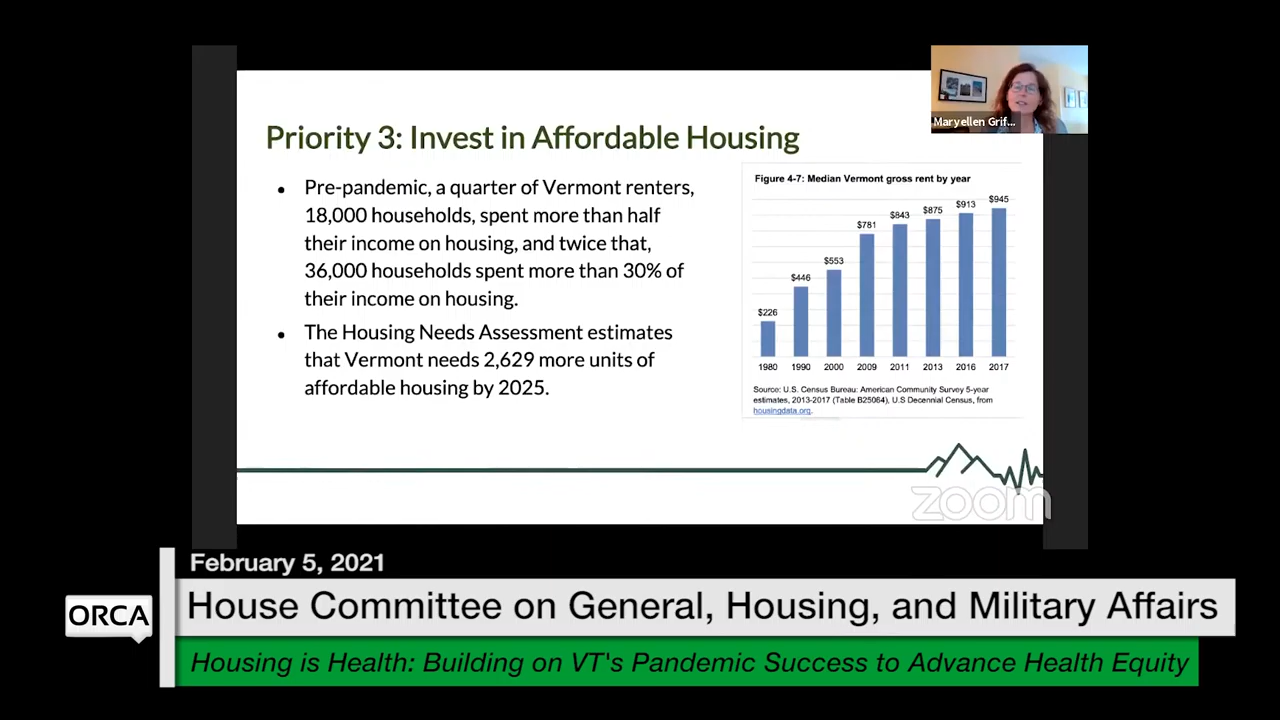 Maryellen Grif...
Priority 3: Invest in Affordable Housing
• Pre-pandemic, a quarter of Vermont renters,
18,000 households, spent more than half
their income on housing, and twice that,
36,000 households spent more than 30% of
their income on housing.
• The Housing Needs Assessment estimates
that Vermont needs 2,629 more units of
affordable housing by 2025.
Figure 4-7: Median Vermont gross rent by year
$226 $446 $553 $781 $843 $875 $913 $945
1980 1990 2000 2009 2011 2013 2016 2017
Source: U.S. Census Bureau: American Community Survey 5-year
estimates, 2013-2017 (Table B25064), U.S Decennial Census, from
housingdata.org.
zoom
February 5, 2021
ORCA
House Committee on General, Housing, and Military Affairs
Housing is Health: Building on VT's Pandemic Success to Advance Health Equity